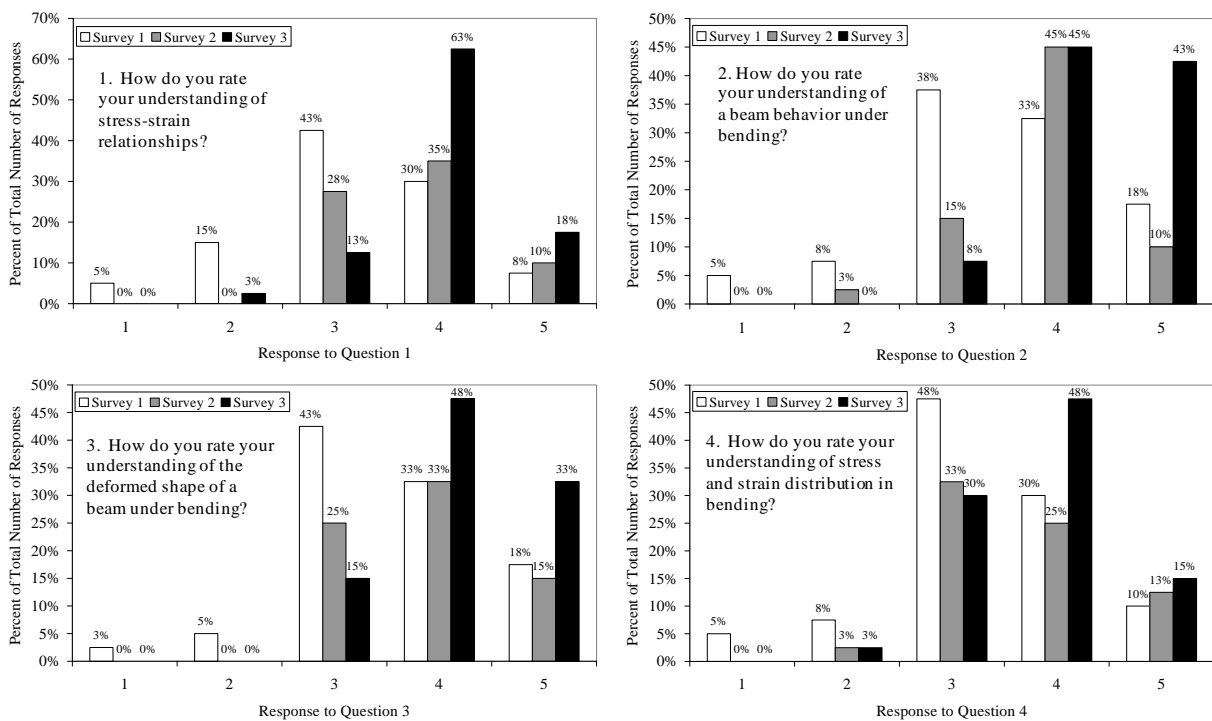 Percent of Total Number of Responses
70%
60%
50%
40%
30%
20%
10%
0%
Survey 1 Survey 2 Survey 3
1. How do you rate
your understanding of
stress-strain
relationships?
5% 0% 0%
15% 0% 3%
43% 28% 13%
30% 35% 63%
8% 10% 18%
1 2 3 4 5
Response to Question 1
Percent of Total Number of Responses
50%
45%
40%
35%
30%
25%
20%
15%
10%
5%
0%
Survey 1 Survey 2 Survey 3
2. How do you rate
your understanding of
a beam behavior under
bending?
5% 0% 0%
8% 3% 0%
38% 15% 8%
33% 45% 45%
18% 10% 43%
1 2 3 4 5
Response to Question 2
Percent of Total Number of Responses
50%
45%
40%
35%
30%
25%
20%
15%
10%
5%
0%
Survey 1 Survey 2 Survey 3
3. How do you rate your
understanding of the
deformed shape of a
beam under bending?
3% 0% 0%
5% 0% 0%
43% 25% 15%
33% 33% 48%
18% 15% 33%
1 2 3 4 5
Response to Question 3
Percent of Total Number of Responses
50%
45%
40%
35%
30%
25%
20%
15%
10%
5%
0%
Survey 1 Survey 2 Survey 3
4. How do you rate your
understanding of stress
and strain distribution in
bending?
5% 0% 0%
8% 3% 3%
48% 33% 30%
30% 25% 48%
10% 13% 15%
1 2 3 4 5
Response to Question 4